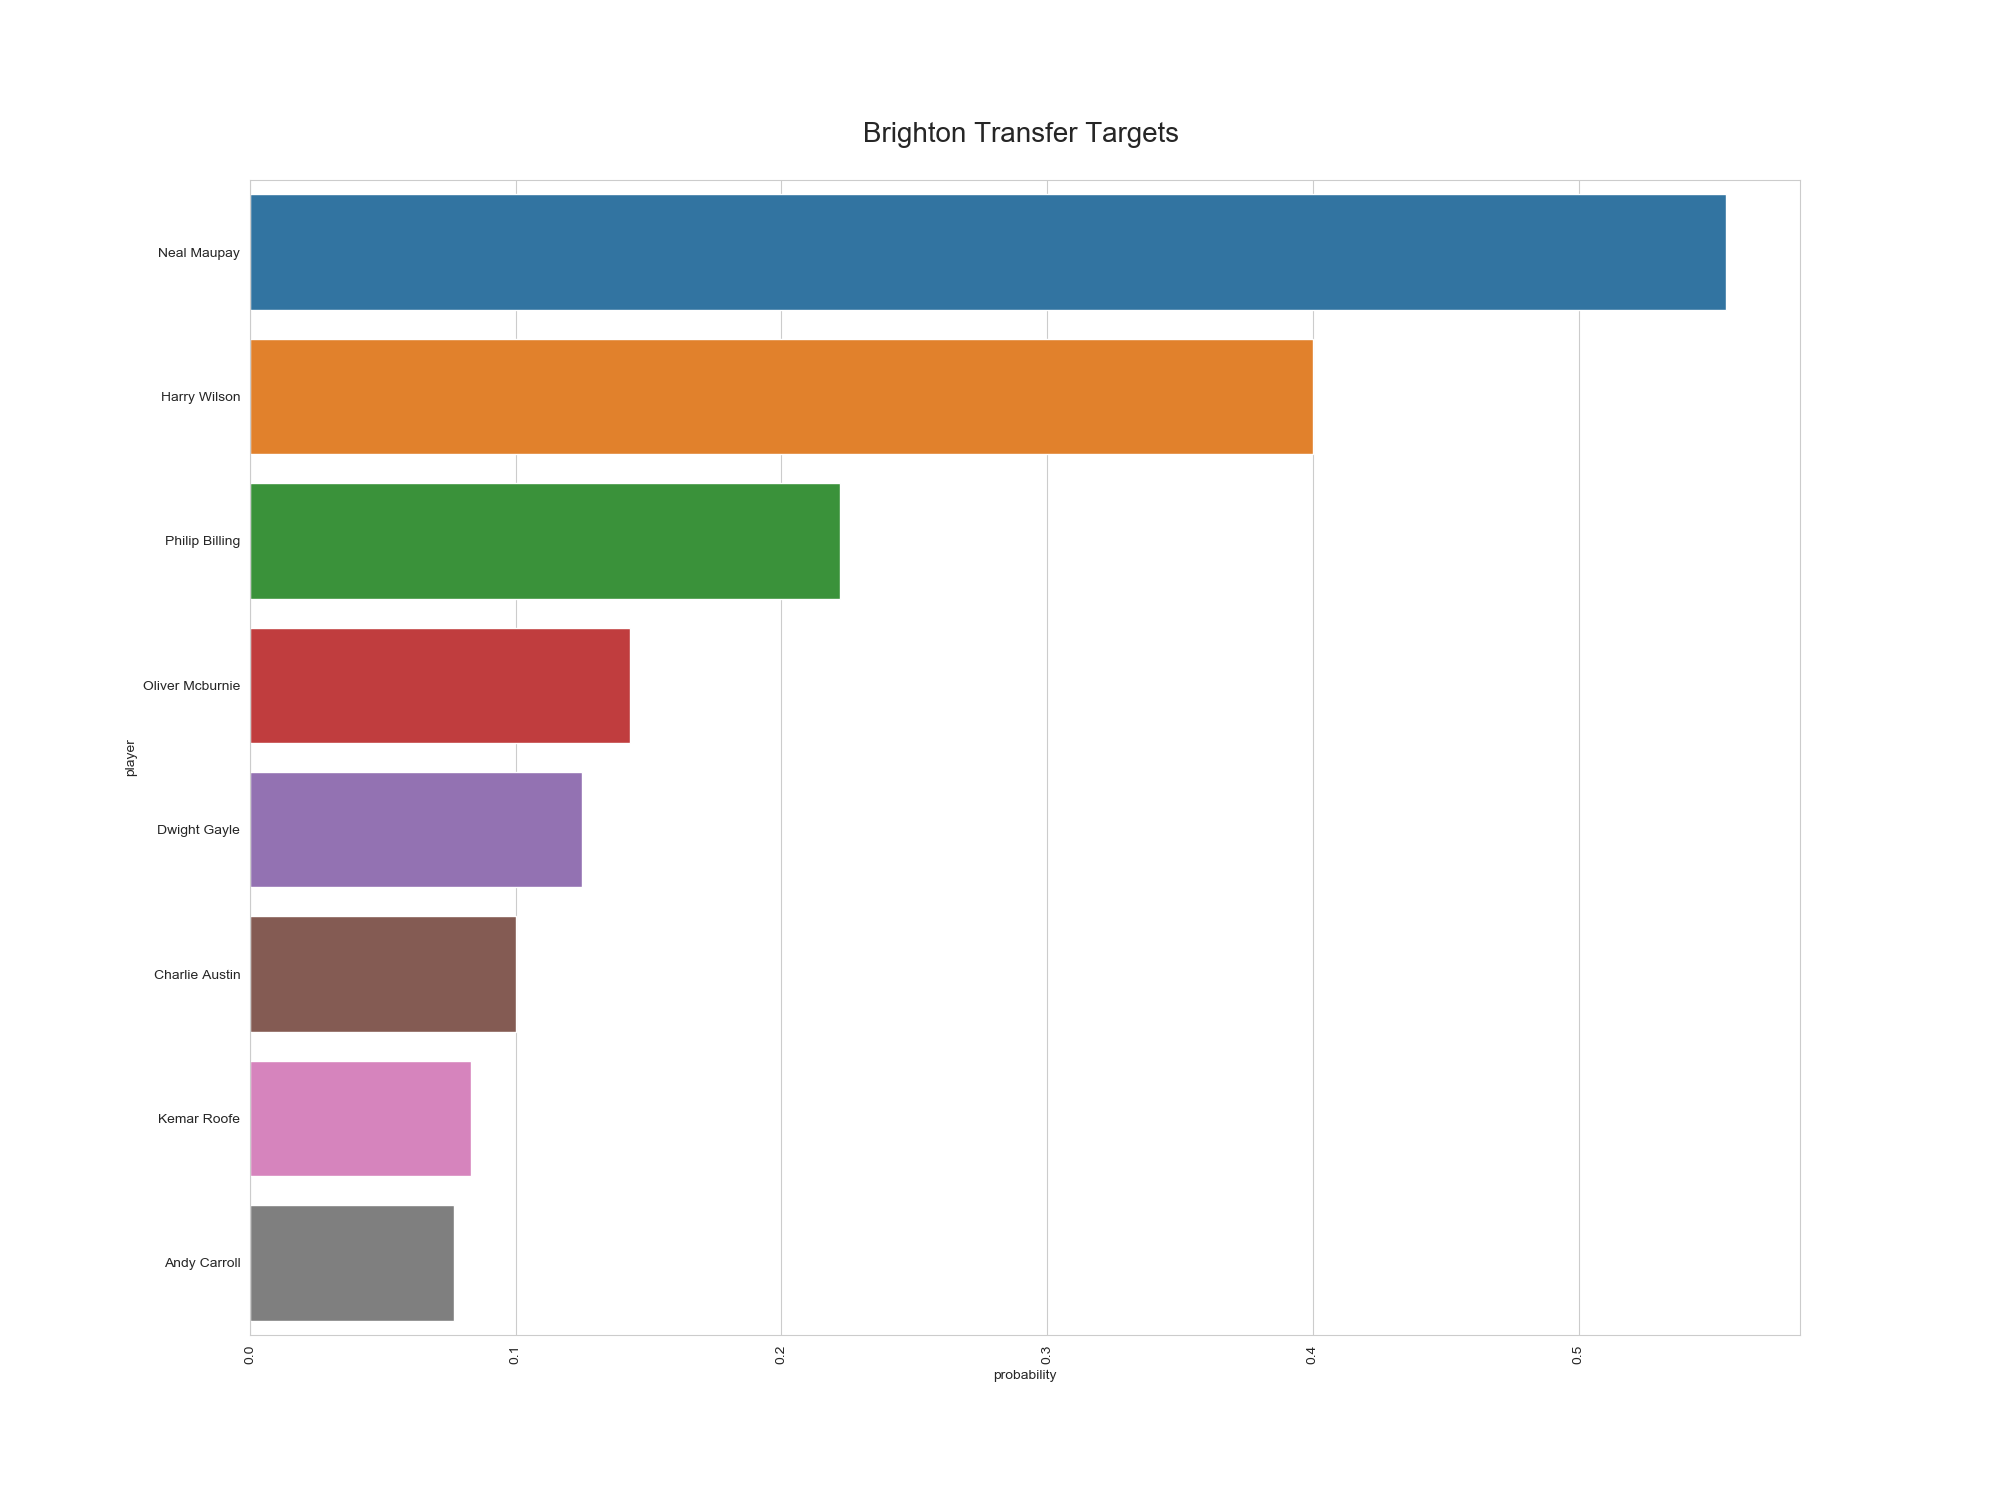 Brighton Transfer Targets
Neal Maupay
Harry Wilson
Philip Billing
Oliver Mcburnie
player
Dwight Gayle
Charlie Austin
Kemar Roofe
Andy Carroll
0.0 0.1 0.2 0.3 0.4 0.5
probability